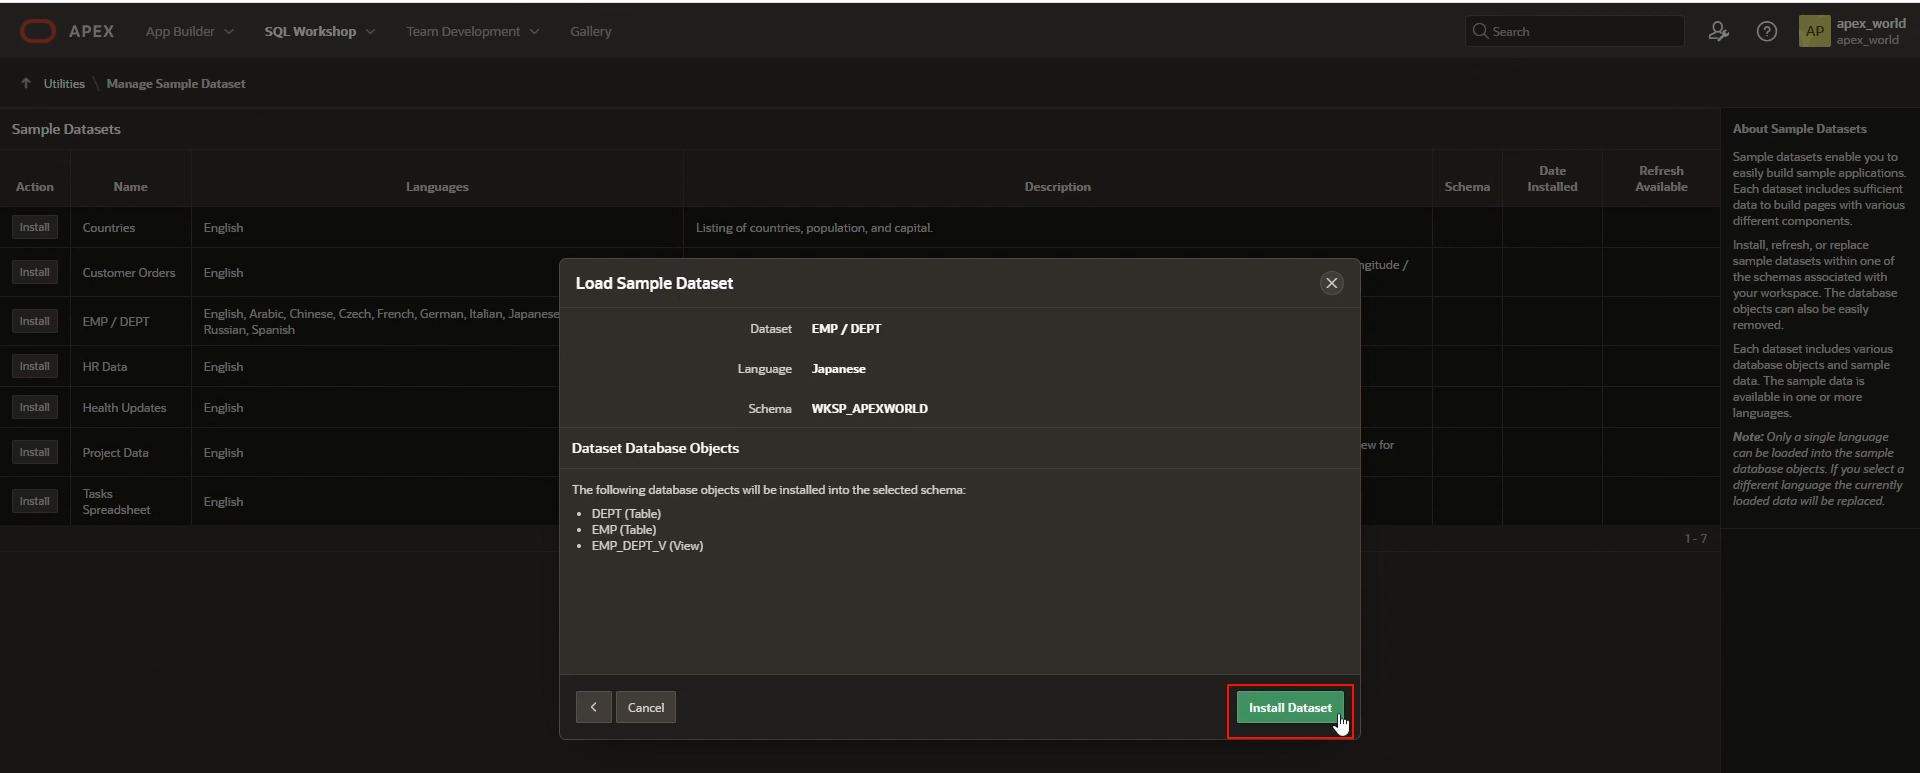 APEX
App Builder
SQL Workshop
Team Development
Gallery
Search
AP
apex_world
apex_world
Utilities \ Manage Sample Dataset
Sample Datasets
Action
Name
Languages
Description
Schema
Date
Installed
Refresh
Available
Install
Countries
English
Listing of countries, population, and capital.
Install
Customer Orders
English
ngitude /
Install
EMP / DEPT
English, Arabic, Chinese, Czech, French, German, Italian, Japanese
Russian, Spanish
Install
HR Data
English
Install
Health Updates
English
Install
Project Data
English
ew for
Install
Tasks
Spreadsheet
English
1 - 7
Load Sample Dataset
Dataset EMP / DEPT
Language Japanese
Schema WKSP_APEXWORLD
Dataset Database Objects
The following database objects will be installed into the selected schema:
• DEPT (Table)
• EMP (Table)
• EMP_DEPT_V (View)
Cancel
Install Dataset
About Sample Datasets
Sample datasets enable you to
easily build sample applications.
Each dataset includes sufficient
data to build pages with various
different components.
Install, refresh, or replace
sample datasets within one of
the schemas associated with
your workspace. The database
objects can also be easily
removed.
Each dataset includes various
database objects and sample
data. The sample data is
available in one or more
languages.
Note: Only a single language
can be loaded into the sample
database objects. If you select a
different language the currently
loaded data will be replaced.